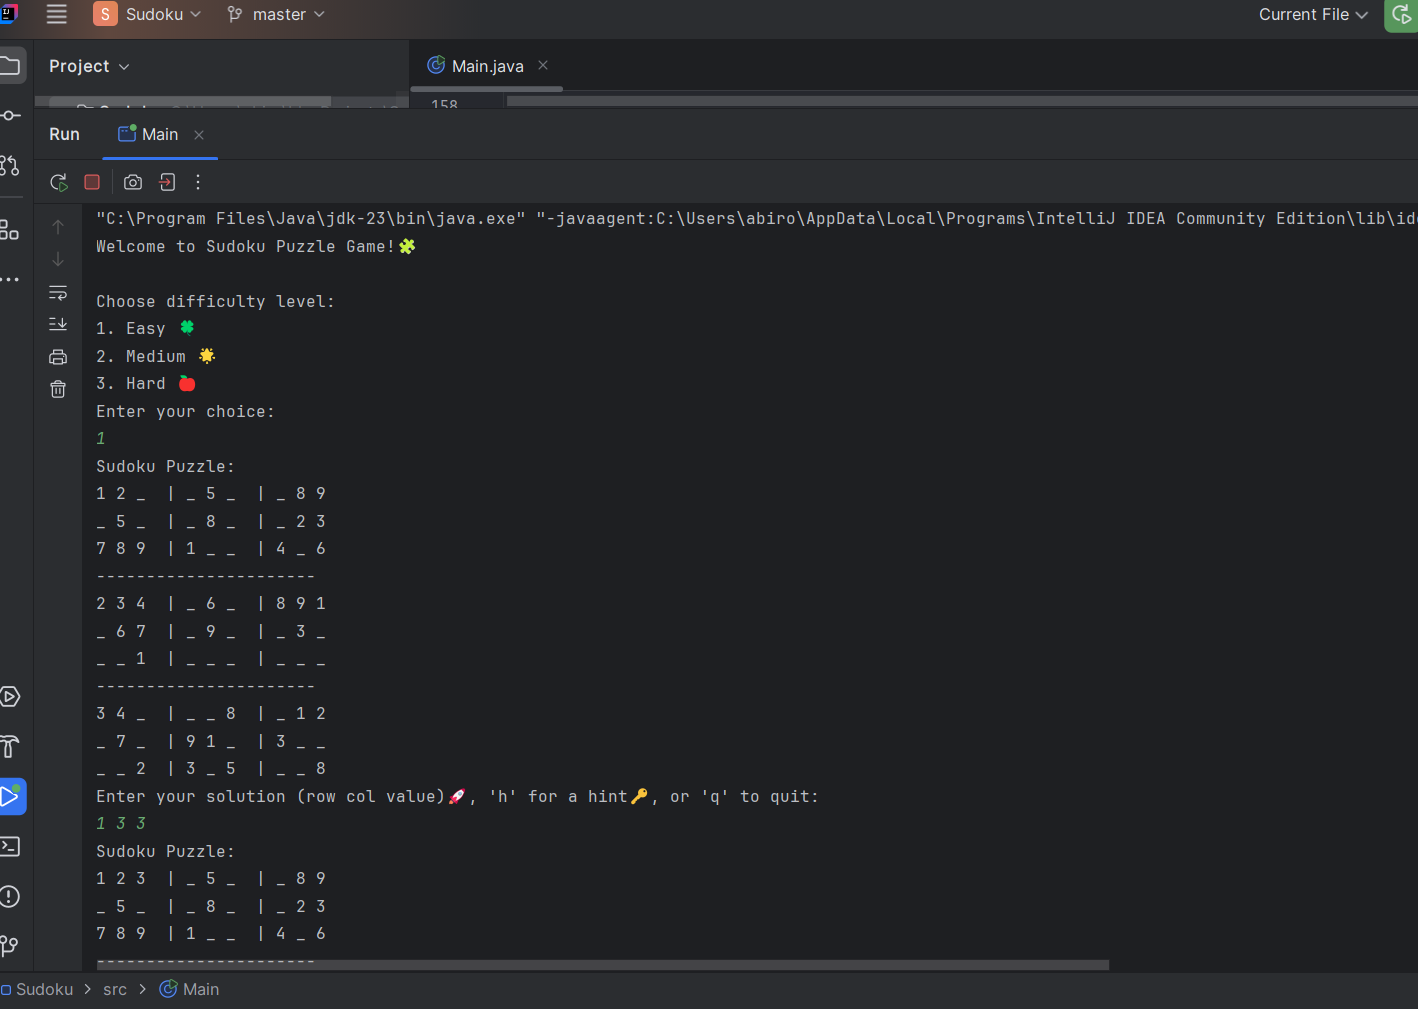 S Sudoku master Current File
Project Main.java
158
Run Main
"C:\Program Files\Java\jdk-23\bin\java.exe" "-javaagent:C:\Users\abiro\AppData\Local\Programs\IntelliJ IDEA Community Edition\lib\ide
Welcome to Sudoku Puzzle Game!🧩
Choose difficulty level:
1. Easy 🍀
2. Medium 🌟
3. Hard 🍎
Enter your choice:
1
Sudoku Puzzle:
1 2 _ | _ 5 _ | _ 8 9
_ 5 _ | _ 8 _ | _ 2 3
7 8 9 | 1 _ _ | 4 _ 6
----------------------
2 3 4 | _ 6 _ | 8 9 1
_ 6 7 | _ 9 _ | _ 3 _
_ _ 1 | _ _ _ | _ _ _
----------------------
3 4 _ | _ _ 8 | _ 1 2
_ 7 _ | 9 1 _ | 3 _ _
_ _ 2 | 3 _ 5 | _ _ 8
Enter your solution (row col value)🚀, 'h' for a hint🔑, or 'q' to quit:
1 3 3
Sudoku Puzzle:
1 2 3 | _ 5 _ | _ 8 9
_ 5 _ | _ 8 _ | _ 2 3
7 8 9 | 1 _ _ | 4 _ 6
----------------------
Sudoku > src > Main